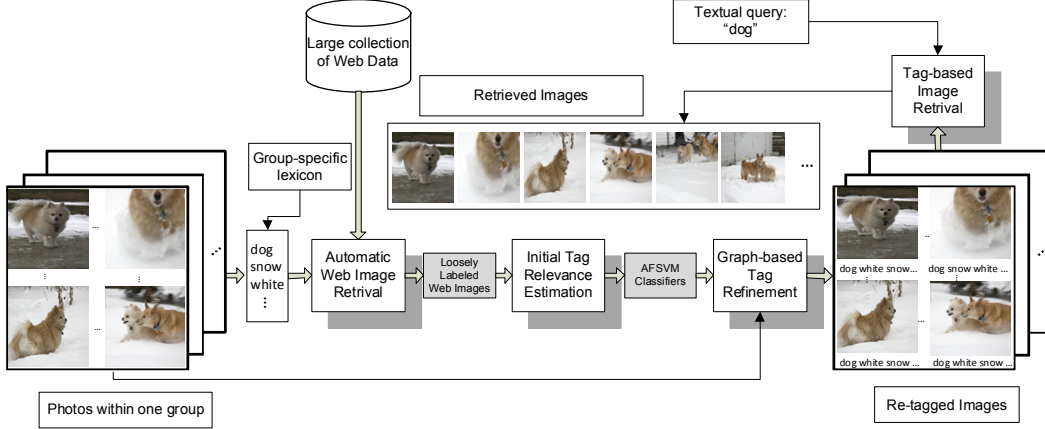 Large collection
of Web Data
Textual query:
“dog”
Tag-based
Image
Retrival
Retrieved Images
...
Group-specific
lexicon
...
...
...
...
...
dog
snow
white
...
Automatic
Web Image
Retrival
Loosely
Labeled
Web Images
Initial Tag
Relevance
Estimation
AFSVM
Classifiers
Graph-based
Tag
Refinement
...
...
dog white snow ...
dog snow white ...
...
dog white snow ...
dog white snow ...
Photos within one group
Re-tagged Images